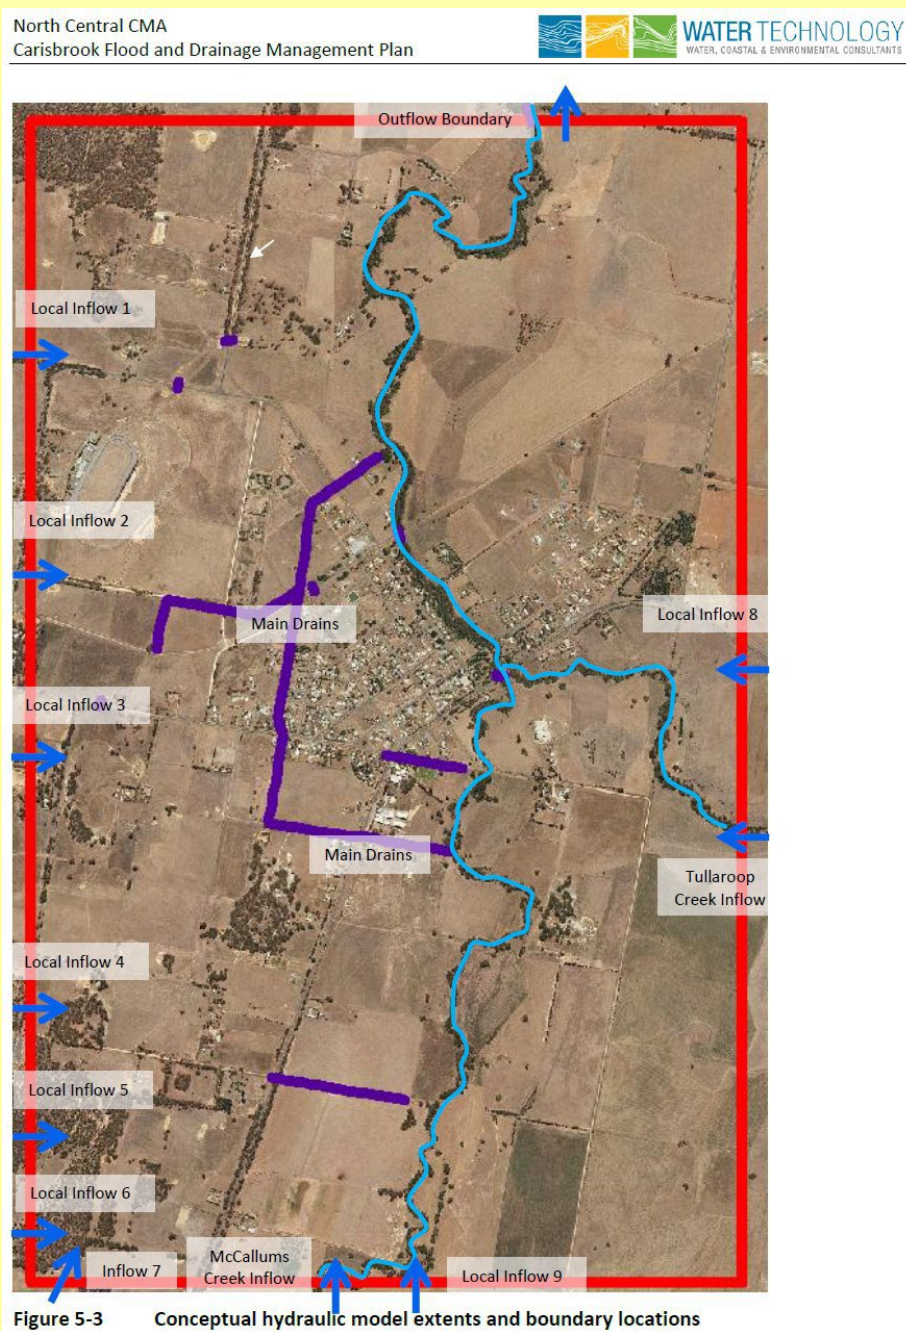 North Central CMA
Carisbrook Flood and Drainage Management Plan
WATER TECHNOLOGY
WATER, COASTAL & ENVIRONMENTAL CONSULTANTS
Outflow Boundary
Local Inflow 1
Local Inflow 2
Main Drains
Local Inflow 8
Local Inflow 3
Main Drains
Tullaroop
Creek Inflow
Local Inflow 4
Local Inflow 5
Local Inflow 6
Inflow 7
McCallums
Creek Inflow
Local Inflow 9
Figure 5-3 Conceptual hydraulic model extents and boundary locations